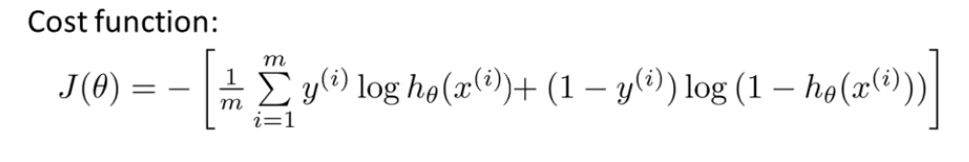 Cost function:
J(θ) = − [ 1/m ∑_{i=1}^{m} y^{(i)} log h_θ(x^{(i)}) + (1 − y^{(i)}) log (1 − h_θ(x^{(i)})) ]